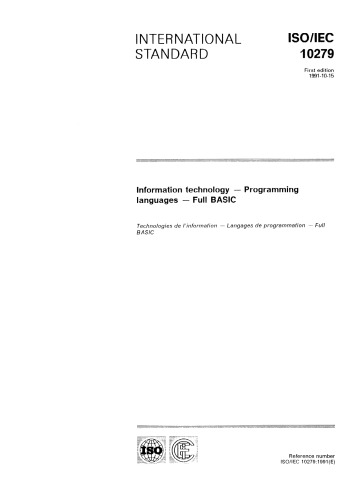 INTERNATIONAL
STANDARD
ISO/IEC
10279
First edition
1991-10-15
Information technology — Programming
languages — Full BASIC
Technologies de l'information — Langages de programmation — Full
BASIC
ISO
Reference number
ISO/IEC 10279:1991(E)